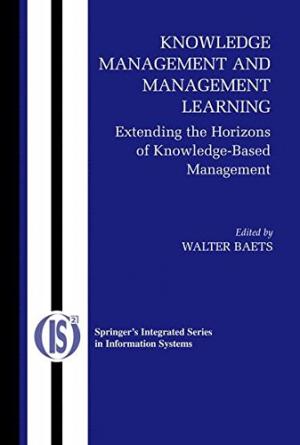 KNOWLEDGE
MANAGEMENT AND
MANAGEMENT
LEARNING
Extending the Horizons
of Knowledge-Based
Management
Edited by
WALTER BAETS
IS
2
Springer's Integrated Series
in Information Systems